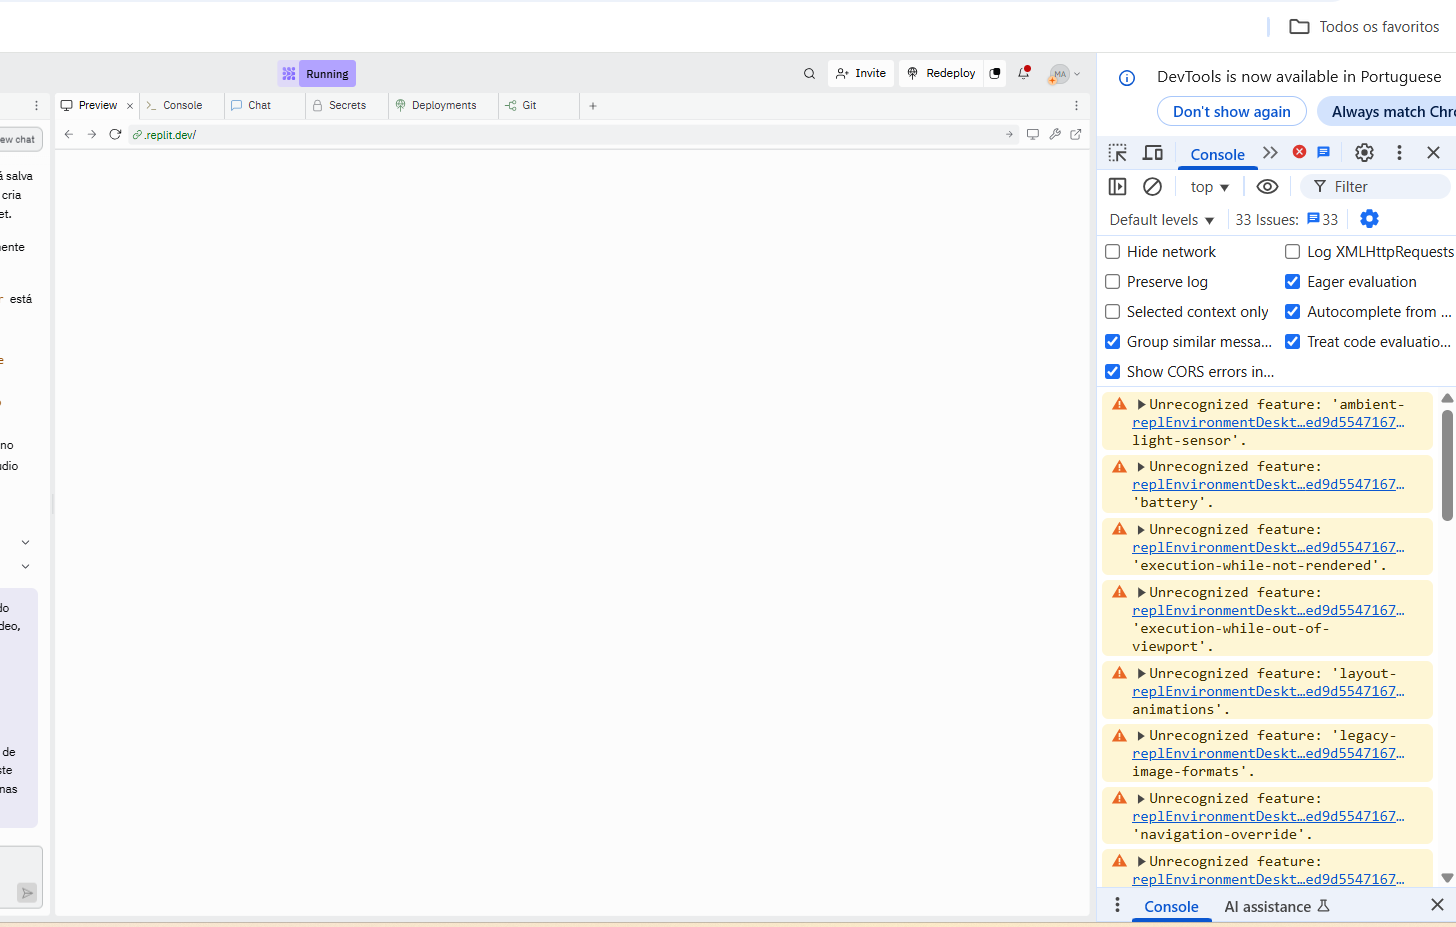 Todos os favoritos
Running
Invite
Redeploy
MA
Preview
Console
Chat
Secrets
Deployments
Git
.replit.dev/
ew chat
á salva
cria
et.
ente
r está
e
no
dio
do
deo,
de
ste
nas
DevTools is now available in Portuguese
Don't show again
Always match Chr
Console
top
Filter
Default levels
33 Issues: 33
Hide network
Log XMLHttpRequests
Preserve log
Eager evaluation
Selected context only
Autocomplete from ...
Group similar messa...
Treat code evaluatio...
Show CORS errors in...
Unrecognized feature: 'ambient-
replEnvironmentDeskt…ed9d5547167…
light-sensor'.
Unrecognized feature:
replEnvironmentDeskt…ed9d5547167…
'battery'.
Unrecognized feature:
replEnvironmentDeskt…ed9d5547167…
'execution-while-not-rendered'.
Unrecognized feature:
replEnvironmentDeskt…ed9d5547167…
'execution-while-out-of-
viewport'.
Unrecognized feature: 'layout-
replEnvironmentDeskt…ed9d5547167…
animations'.
Unrecognized feature: 'legacy-
replEnvironmentDeskt…ed9d5547167…
image-formats'.
Unrecognized feature:
replEnvironmentDeskt…ed9d5547167…
'navigation-override'.
Unrecognized feature:
replEnvironmentDeskt…ed9d5547167…
Console
AI assistance